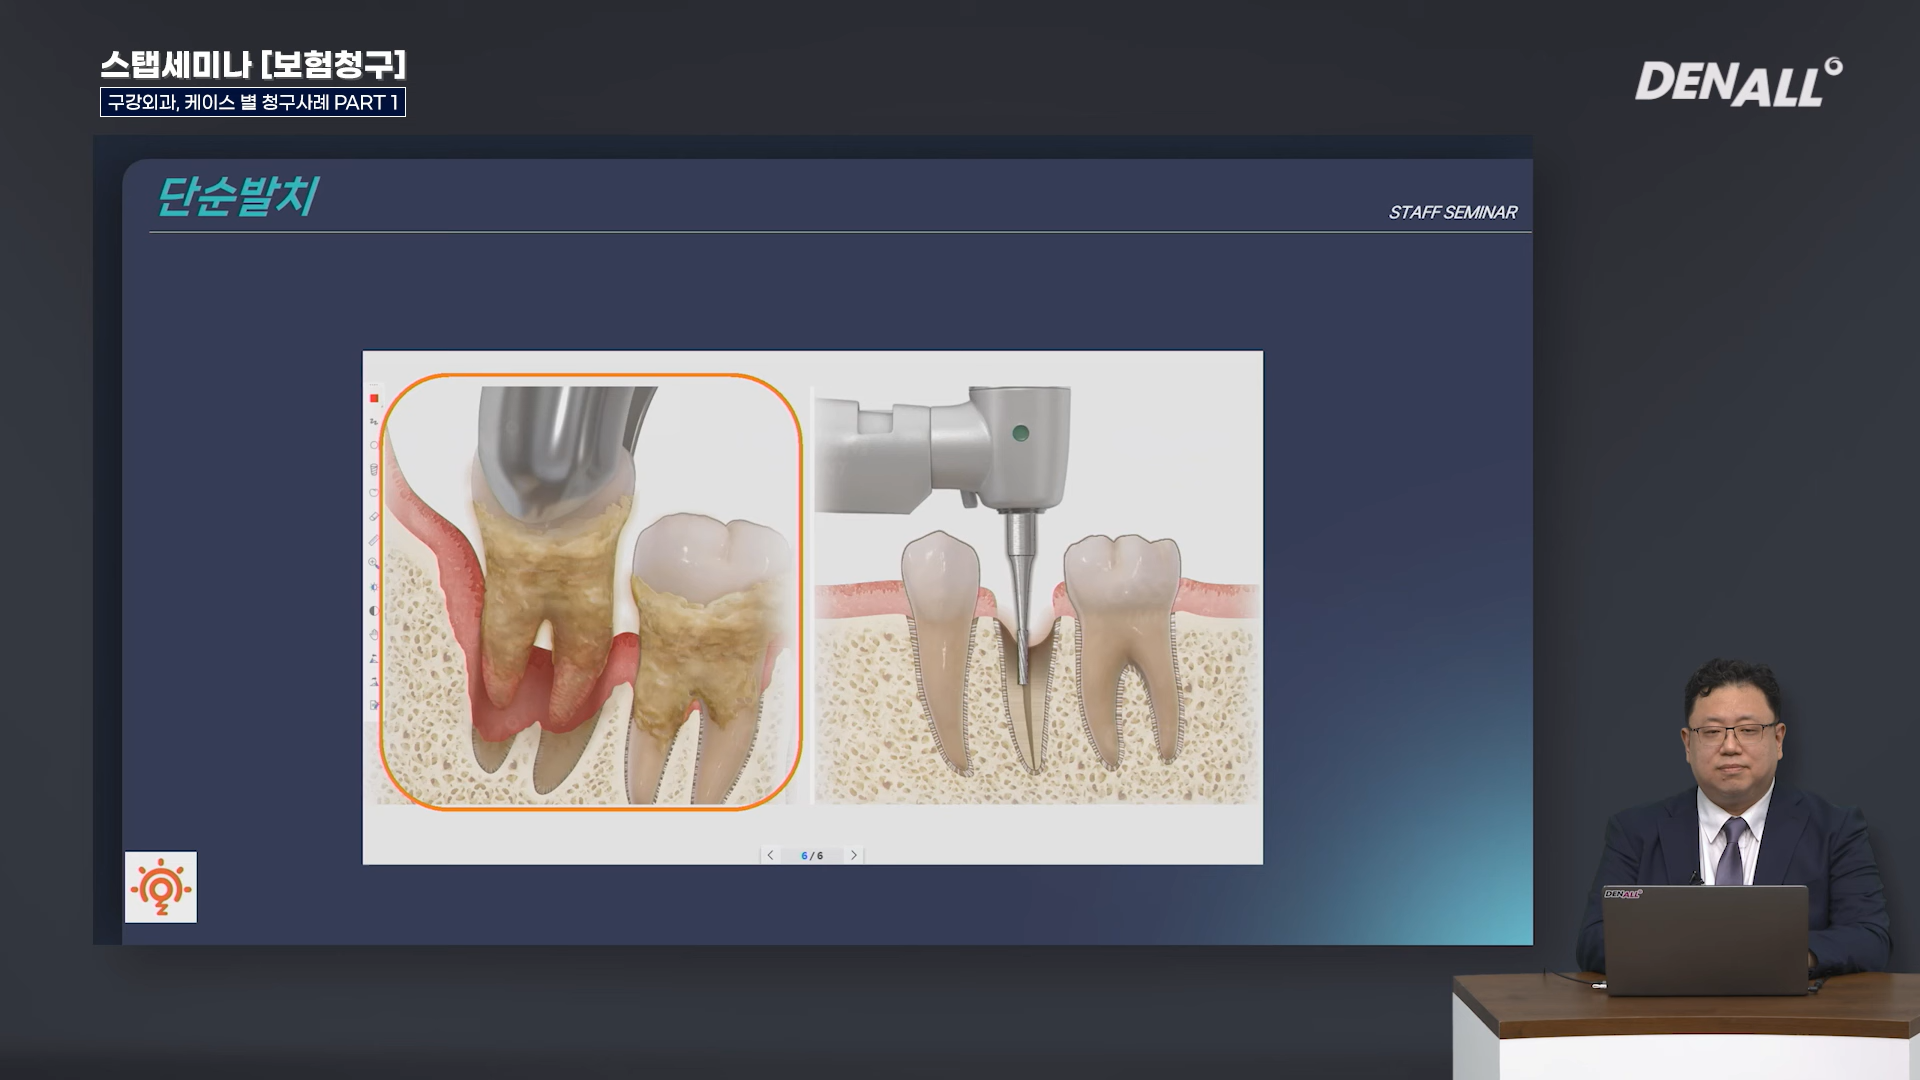 스탭세미나 [보험청구]
구강외과, 케이스 별 청구사례 PART 1
DENALL
단순발치
STAFF SEMINAR
6 / 6
DENALL